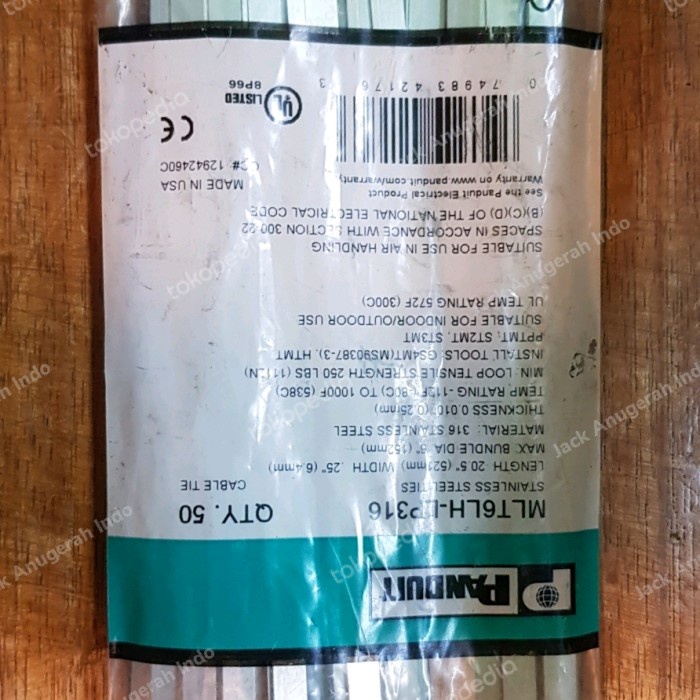 PANDUIT
MLT6LH-LP316 QTY. 50
STAINLESS STEEL TIES CABLE TIE
LENGTH 20.5" (521mm) WIDTH .25" (6.4mm)
MAX. BUNDLE DIA. 6" (152mm)
MATERIAL: 316 STAINLESS STEEL
THICKNESS 0.010" (0.25mm)
TEMP RATING -112F (-80C) TO 1000F (538C)
MIN. LOOP TENSILE STRENGTH 250 LBS
INSTALL TOOLS: GS4MT(MS90387-3), HTMT,
PPTMT, ST2MT, ST3MT
SUITABLE FOR INDOOR/OUTDOOR USE
UL TEMP RATING 572F (300C)
SUITABLE FOR USE IN AIR HANDLING
SPACES IN ACCORDANCE WITH SECTION 300.22
(B)(C)(D) OF THE NATIONAL ELECTRICAL CODE
See the Panduit Electrical Product
Warranty on www.panduit.com/warranty
MADE IN USA
12942460C
0 74983 42176 3
CE
UL LISTED
8P66
tokopedia
Jack Anugerah Indo